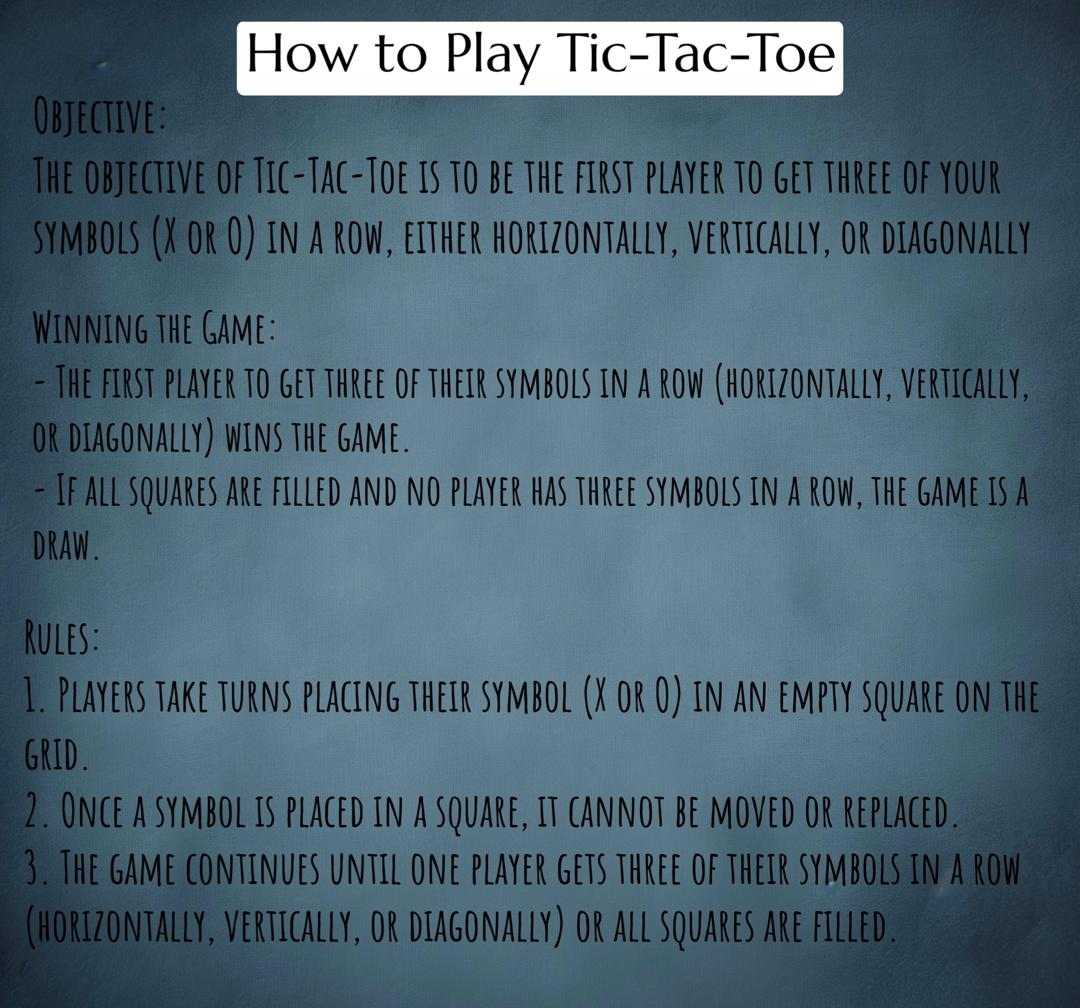 How to Play Tic-Tac-Toe
Objective:
The objective of Tic-Tac-Toe is to be the first player to get three of your
symbols (X or O) in a row, either horizontally, vertically, or diagonally
Winning the Game:
- The first player to get three of their symbols in a row (horizontally, vertically,
or diagonally) wins the game.
- If all squares are filled and no player has three symbols in a row, the game is a
draw.
Rules:
1. Players take turns placing their symbol (X or O) in an empty square on the
grid.
2. Once a symbol is placed in a square, it cannot be moved or replaced.
3. The game continues until one player gets three of their symbols in a row
(horizontally, vertically, or diagonally) or all squares are filled.